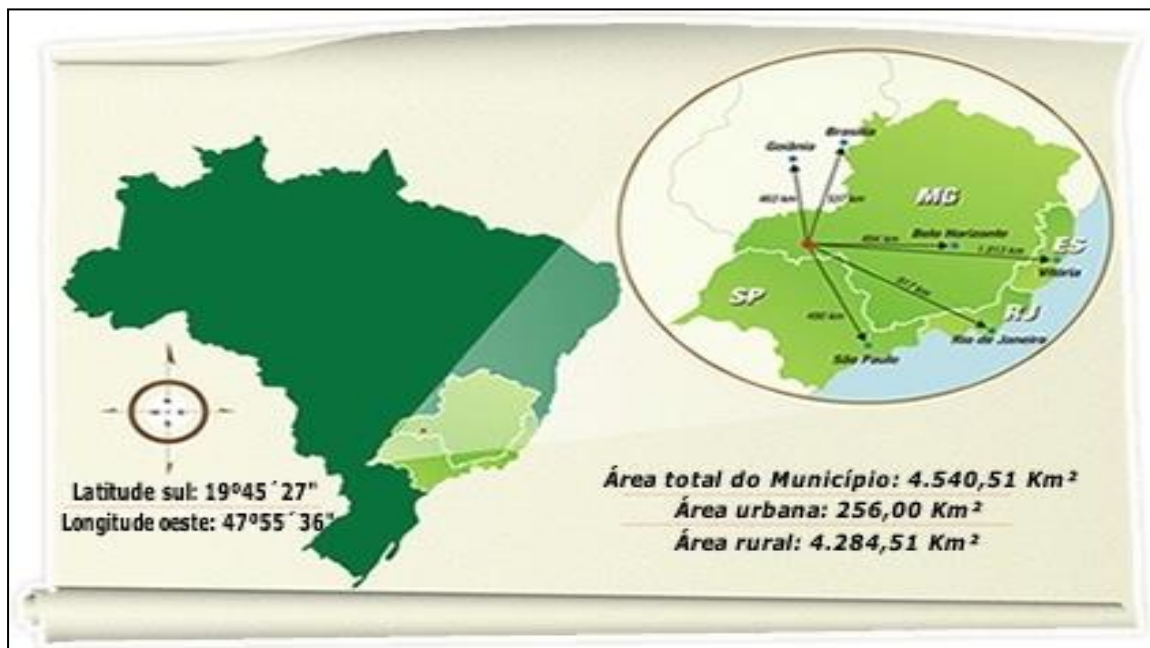 Goiânia
Brasília
MG
Belo Horizonte
ES
Vitória
SP
RJ
Rio de Janeiro
São Paulo
Latitude sul: 19º45´27"
Longitude oeste: 47º55´36"
Área total do Município: 4.540,51 Km²
Área urbana: 256,00 Km²
Área rural: 4.284,51 Km²